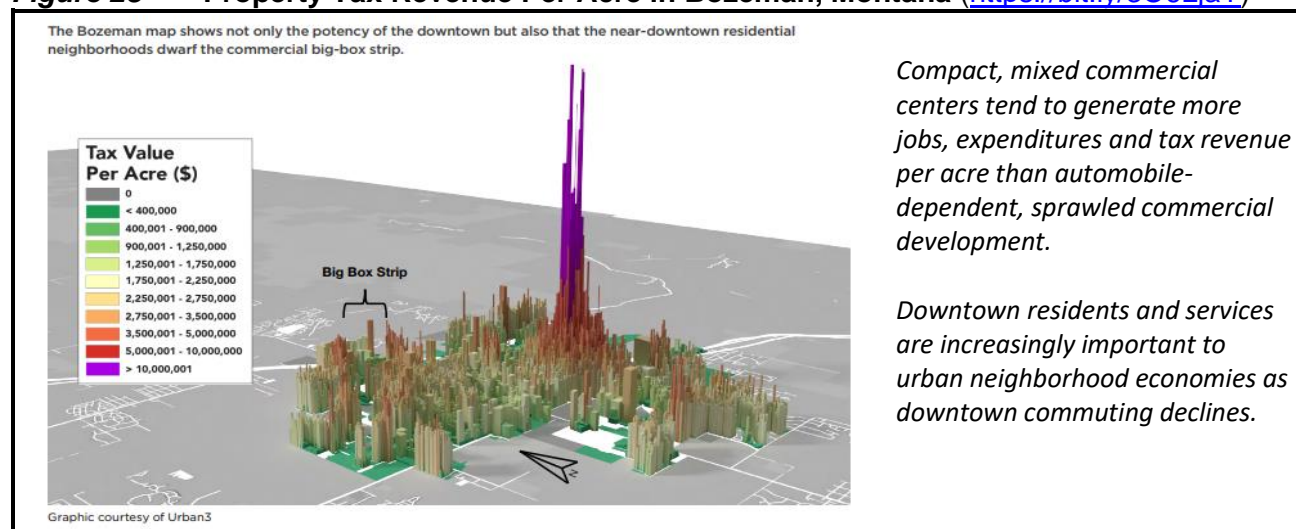 Property Tax Revenue Per Acre in Bozeman, Montana
The Bozeman map shows not only the potency of the downtown but also that the near-downtown residential
neighborhoods dwarf the commercial big-box strip.
Tax Value
Per Acre ($)
0
< 400,000
400,001 - 900,000
900,001 - 1,250,000
1,250,001 - 1,750,000
1,750,001 - 2,250,000
2,250,001 - 2,750,000
2,750,001 - 3,500,000
3,500,001 - 5,000,000
5,000,001 - 10,000,000
> 10,000,001
Big Box Strip
N
Graphic courtesy of Urban3
Compact, mixed commercial
centers tend to generate more
jobs, expenditures and tax revenue
per acre than automobile-
dependent, sprawled commercial
development.
Downtown residents and services
are increasingly important to
urban neighborhood economies as
downtown commuting declines.